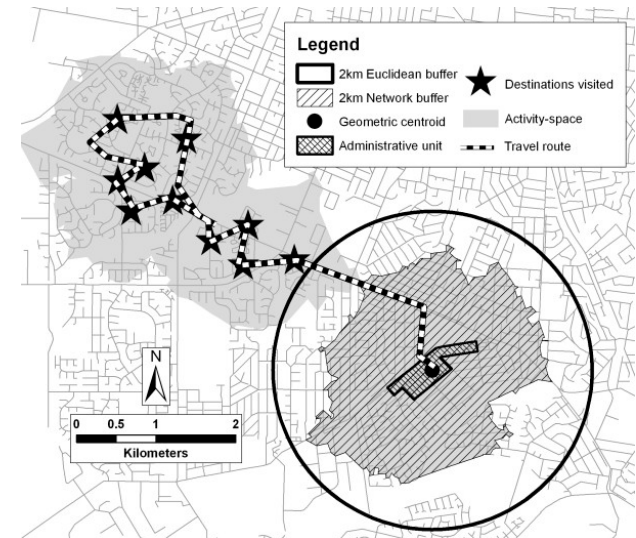 Legend
2km Euclidean buffer
2km Network buffer
Geometric centroid
Administrative unit
Destinations visited
Activity-space
Travel route
N
0 0.5 1 2
Kilometers